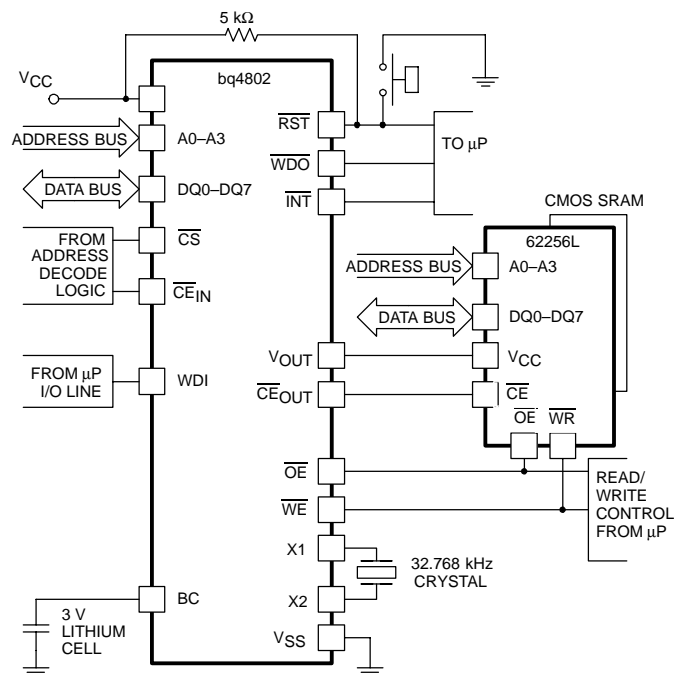 5 kΩ
VCC
bq4802
ADDRESS BUS
A0–A3
RST
TO µP
WDO
DATA BUS
DQ0–DQ7
INT
CMOS SRAM
FROM
ADDRESS
DECODE
LOGIC
CS
CEIN
62256L
ADDRESS BUS
A0–A3
DATA BUS
DQ0–DQ7
VOUT
VCC
FROM µP
I/O LINE
WDI
CEOUT
CE
OE WR
OE
WE
READ/
WRITE
CONTROL
FROM µP
X1
32.768 kHz
CRYSTAL
X2
BC
3 V
LITHIUM
CELL
VSS